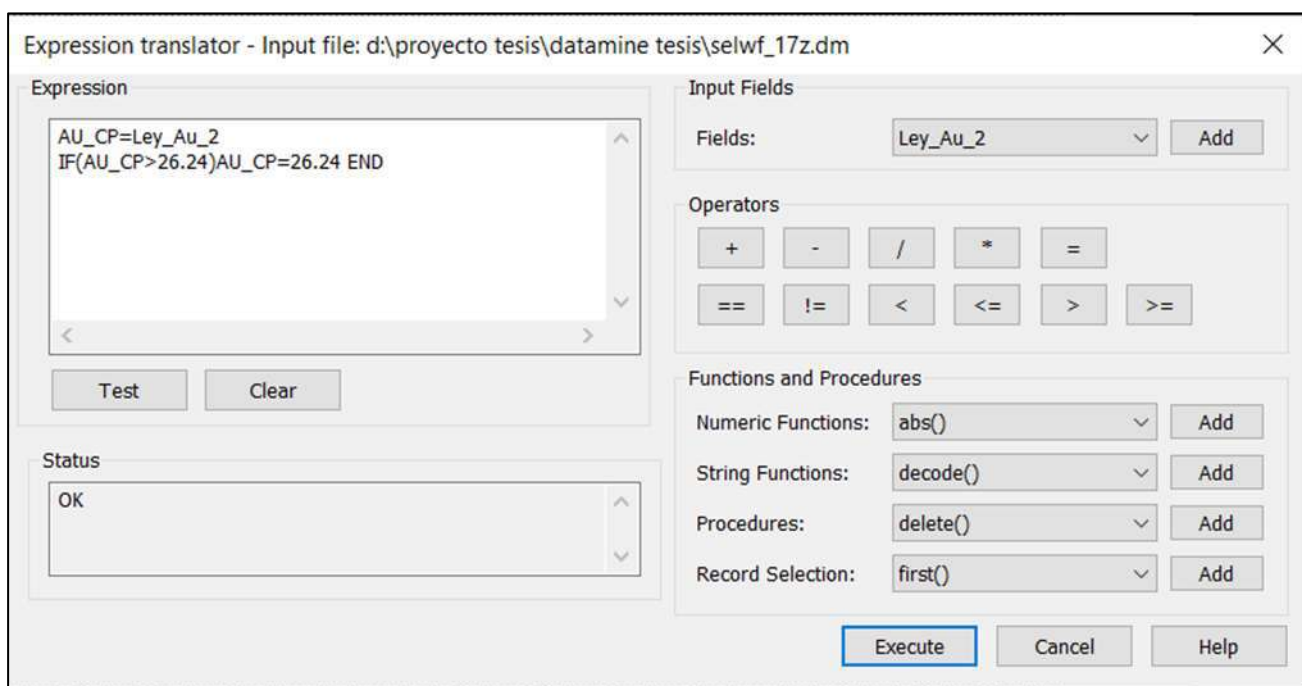 Expression translator - Input file: d:\proyecto tesis\datamine tesis\selwf_17z.dm
Expression
AU_CP=Ley_Au_2
IF(AU_CP>26.24)AU_CP=26.24 END
Test Clear
Status
OK
Input Fields
Fields: Ley_Au_2 Add
Operators
+ - / * =
== != < <= > >=
Functions and Procedures
Numeric Functions: abs() Add
String Functions: decode() Add
Procedures: delete() Add
Record Selection: first() Add
Execute Cancel Help